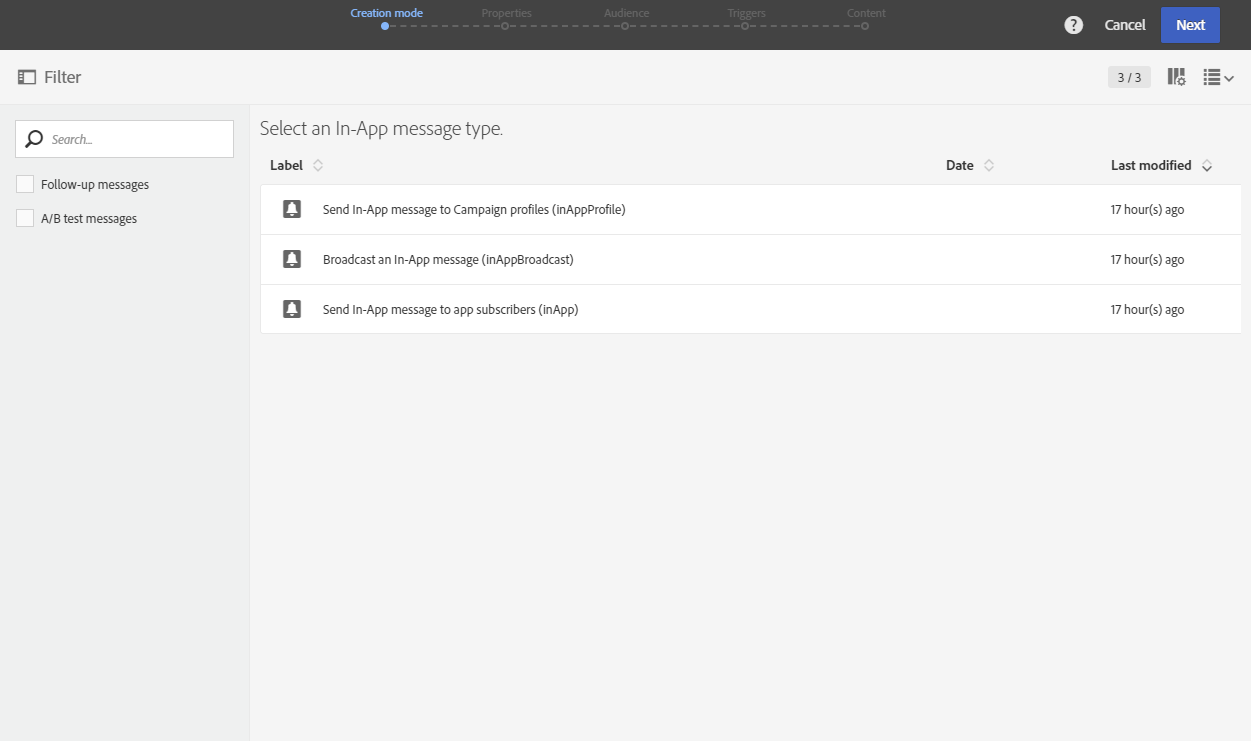 Creation mode Properties Audience Triggers Content
? Cancel Next
Filter 3 / 3
Search...
Follow-up messages
A/B test messages
Select an In-App message type.
Label Date Last modified
Send In-App message to Campaign profiles (inAppProfile) 17 hour(s) ago
Broadcast an In-App message (inAppBroadcast) 17 hour(s) ago
Send In-App message to app subscribers (inApp) 17 hour(s) ago